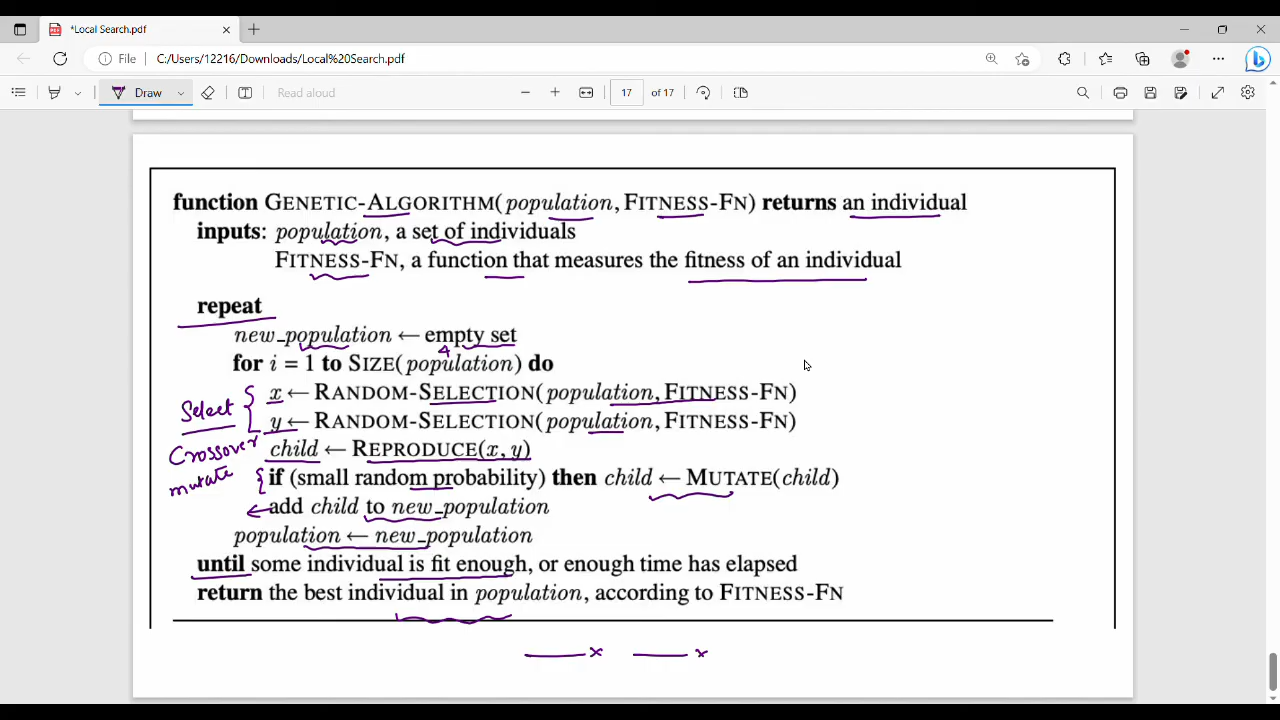 *Local Search.pdf
File C:/Users/12216/Downloads/Local%20Search.pdf
Draw Read aloud 17 of 17
function GENETIC-ALGORITHM(population, FITNESS-FN) returns an individual
inputs: population, a set of individuals
FITNESS-FN, a function that measures the fitness of an individual
repeat
new_population ← empty set
4
for i = 1 to SIZE(population) do
x ← RANDOM-SELECTION(population, FITNESS-FN)
Select
y ← RANDOM-SELECTION(population, FITNESS-FN)
Crossover child ← REPRODUCE(x, y)
mutate if (small random probability) then child ← MUTATE(child)
add child to new_population
population ← new_population
until some individual is fit enough, or enough time has elapsed
return the best individual in population, according to FITNESS-FN
x x